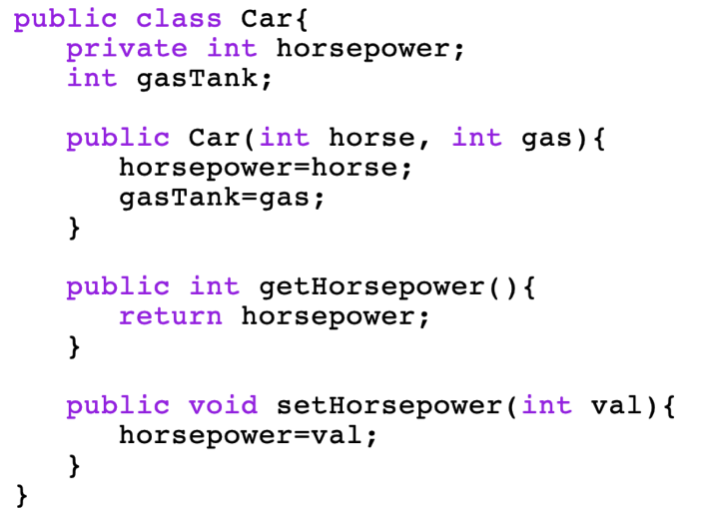 public class Car{
private int horsepower;
int gasTank;
public Car(int horse, int gas){
horsepower=horse;
gasTank=gas;
}
public int getHorsepower(){
return horsepower;
}
public void setHorsepower(int val){
horsepower=val;
}
}